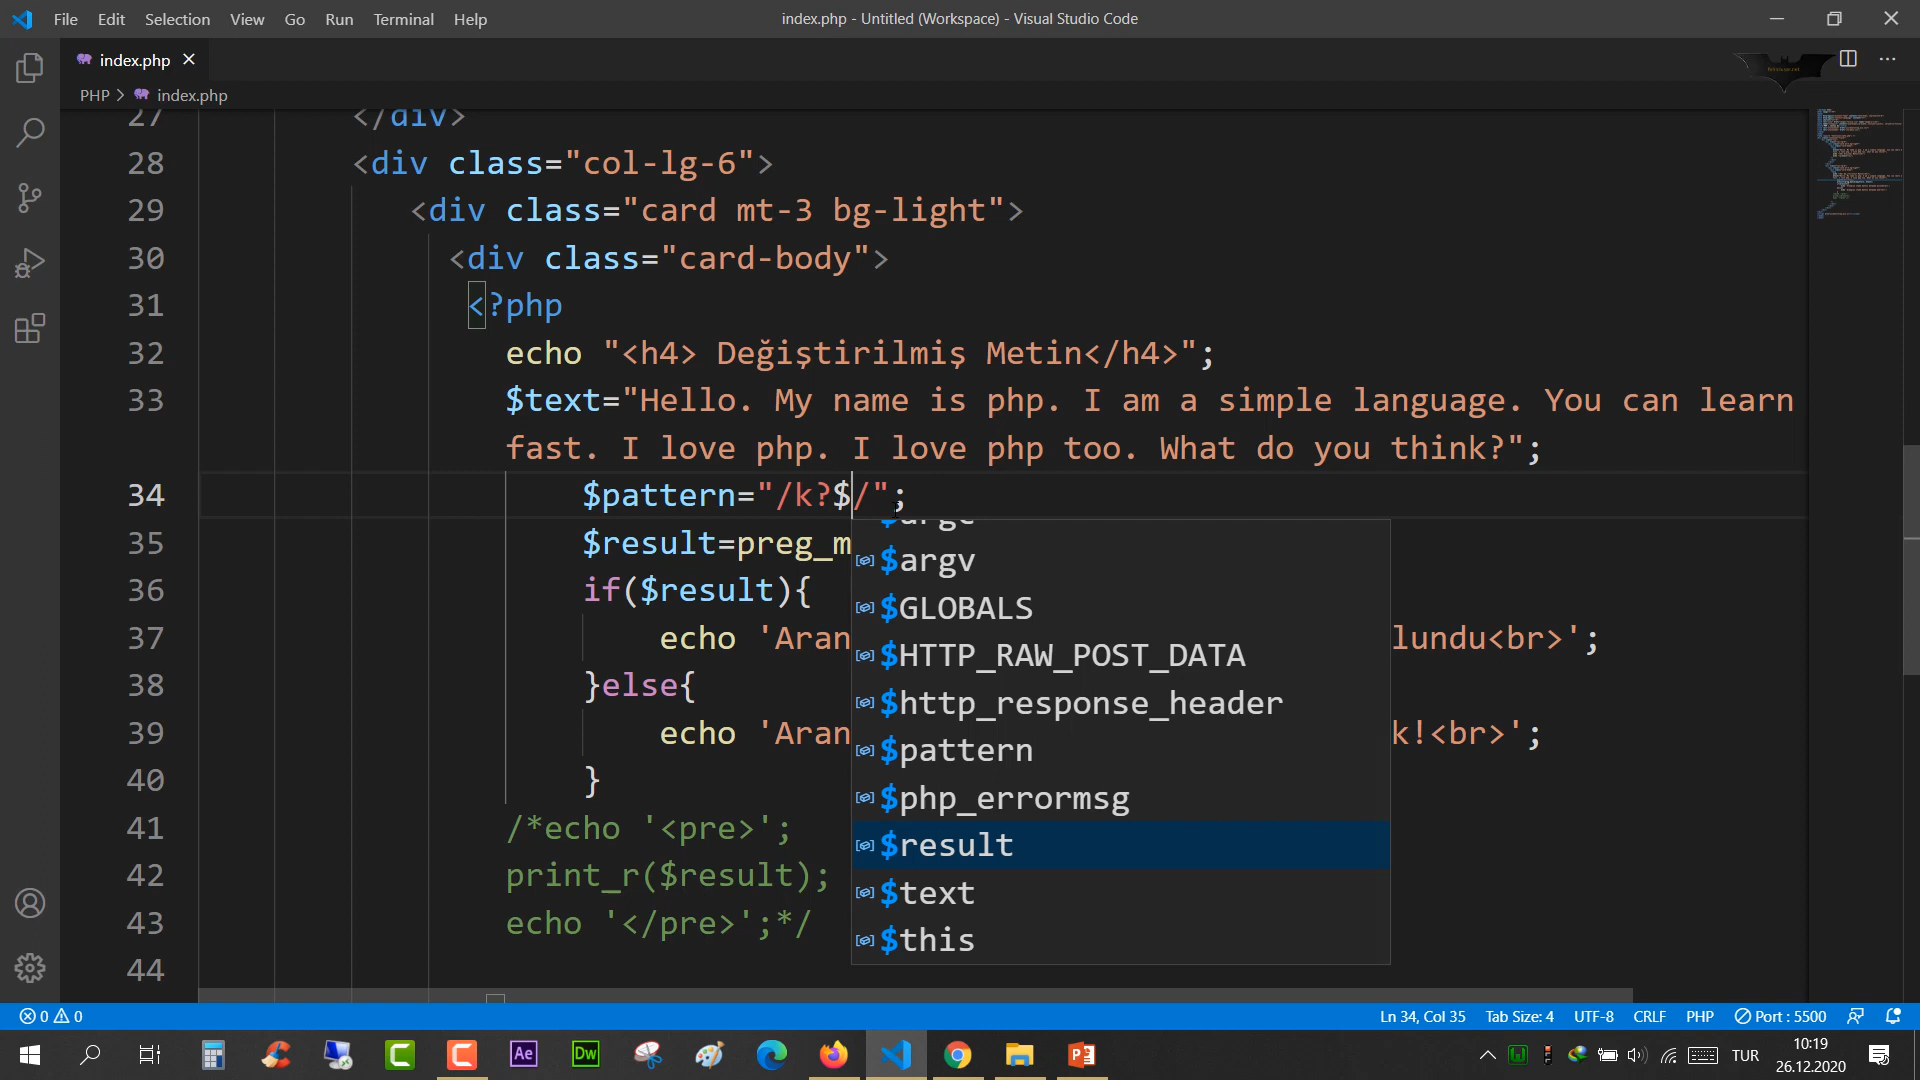 File Edit Selection View Go Run Terminal Help
index.php - Untitled (Workspace) - Visual Studio Code
index.php
PHP > index.php
27 </div>
28 <div class="col-lg-6">
29 <div class="card mt-3 bg-light">
30 <div class="card-body">
31 <?php
32 echo "<h4> Değiştirilmiş Metin</h4>";
33 $text="Hello. My name is php. I am a simple language. You can learn
fast. I love php. I love php too. What do you think?";
34 $pattern="/k?$/";
35 $result=preg_m
36 if($result){
37 echo 'Aran lundu<br>';
38 }else{
39 echo 'Aran k!<br>';
40 }
41 /*echo '<pre>';
42 print_r($result);
43 echo '</pre>';*/
44
$argc
$argv
$GLOBALS
$HTTP_RAW_POST_DATA
$http_response_header
$pattern
$php_errormsg
$result
$text
$this
0 0
Ln 34, Col 35 Tab Size: 4 UTF-8 CRLF PHP Port : 5500
Ae Dw
TUR
10:19
26.12.2020